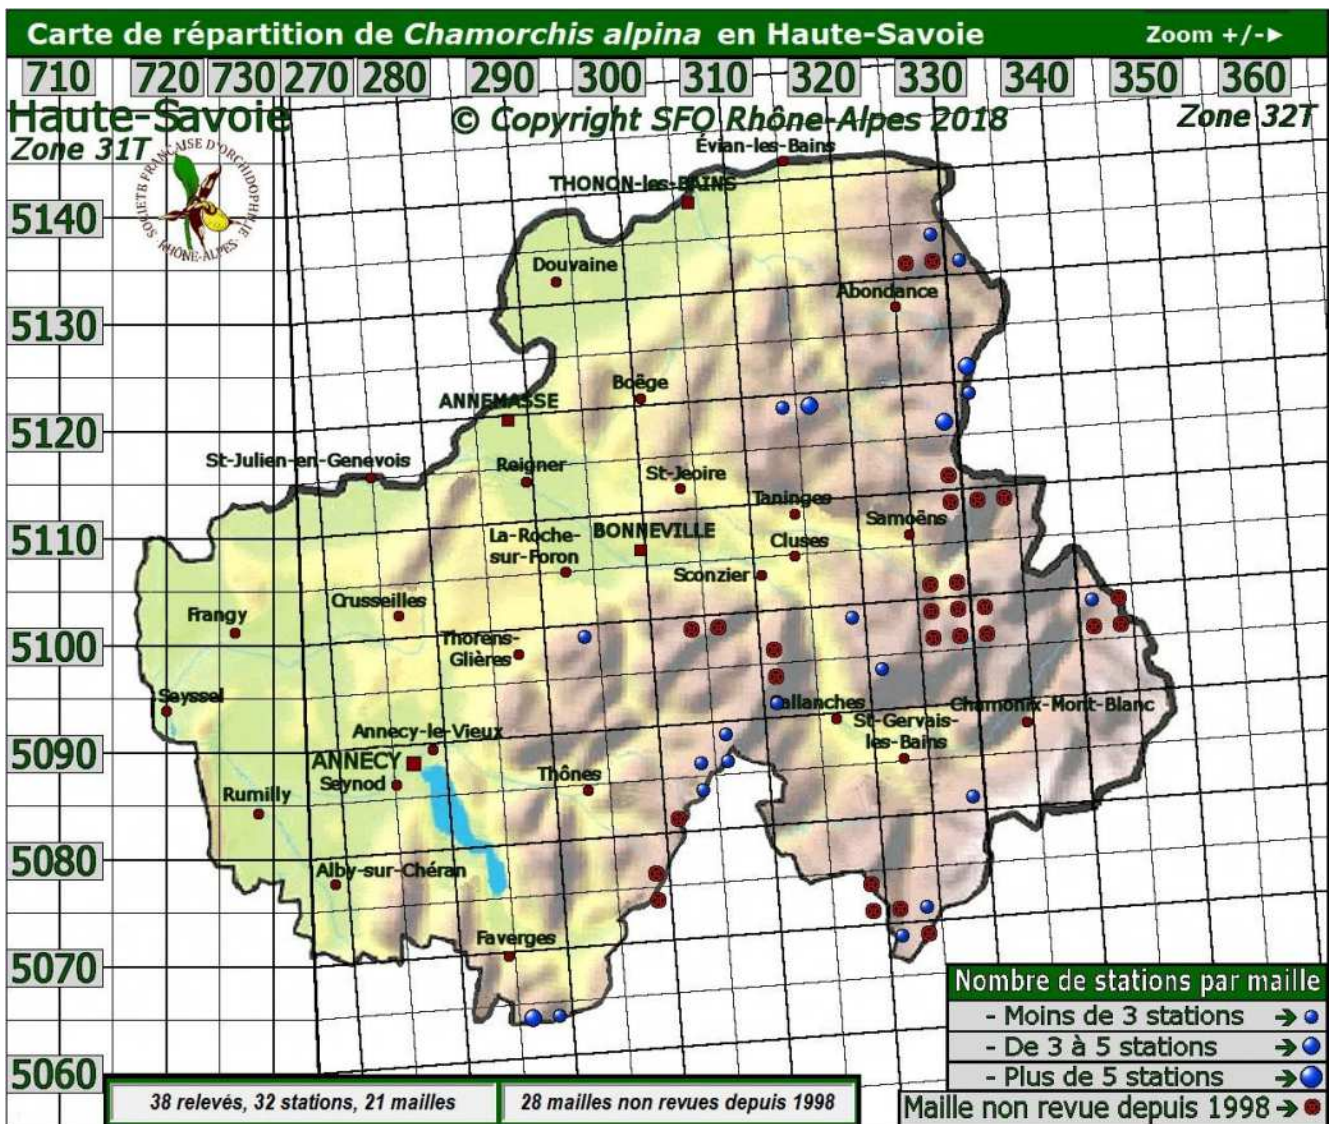 Carte de répartition de Chamorchis alpina en Haute-Savoie Zoom +/-►
710 720 730 270 280 290 300 310 320 330 340 350 360
Haute-Savoie © Copyright SFO Rhône-Alpes 2018 Zone 32T
Zone 31T
SOCIETE FRANÇAISE D'ORCHIDOPHILIE
RHÔNE-ALPES
Évian-les-Bains
THONON-les-BAINS
5140
Douvaine
Abondance
5130
Boëge
ANNEMASSE
5120
St-Julien-en-Genevois
Reigner
St-Jeoire
Taninges
Samoëns
5110
La-Roche-
sur-Foron
BONNEVILLE
Cluses
Sconzier
Crusseilles
Frangy
5100
Thorens-
Glières
Seyssel
Sallanches
Chamonix-Mont-Blanc
St-Gervais-
les-Bains
Annecy-le-Vieux
5090
ANNECY
Seynod
Thônes
Rumilly
5080
Alby-sur-Chéran
Faverges
5070
5060
Nombre de stations par maille
- Moins de 3 stations →
- De 3 à 5 stations →
- Plus de 5 stations →
Maille non revue depuis 1998 →
38 relevés, 32 stations, 21 mailles
28 mailles non revues depuis 1998